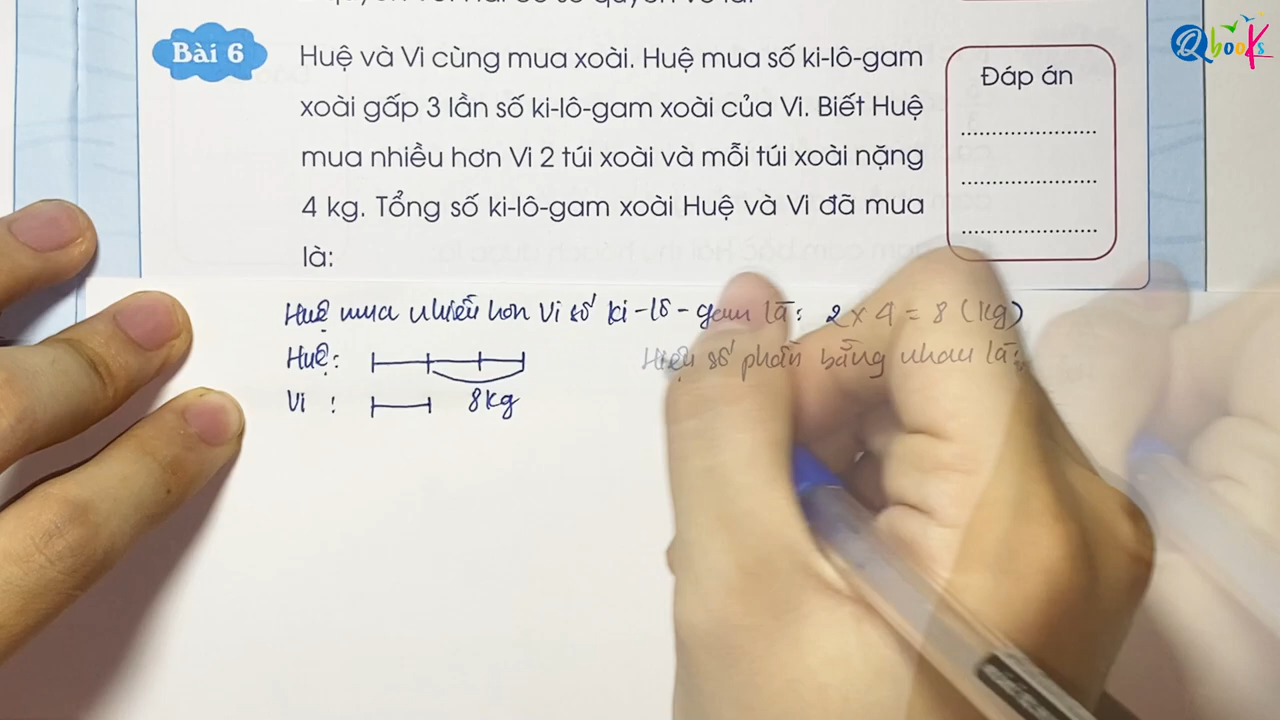 Qbooks
Bài 6
Huệ và Vi cùng mua xoài. Huệ mua số ki-lô-gam
xoài gấp 3 lần số ki-lô-gam xoài của Vi. Biết Huệ
mua nhiều hơn Vi 2 túi xoài và mỗi túi xoài nặng
4 kg. Tổng số ki-lô-gam xoài Huệ và Vi đã mua
là:
Đáp án
Huệ mua nhiều hơn Vi số ki-lô-gam là: 2 x 4 = 8 (kg)
Huệ:
Hiệu số phần bằng nhau là:
Vi : 8kg